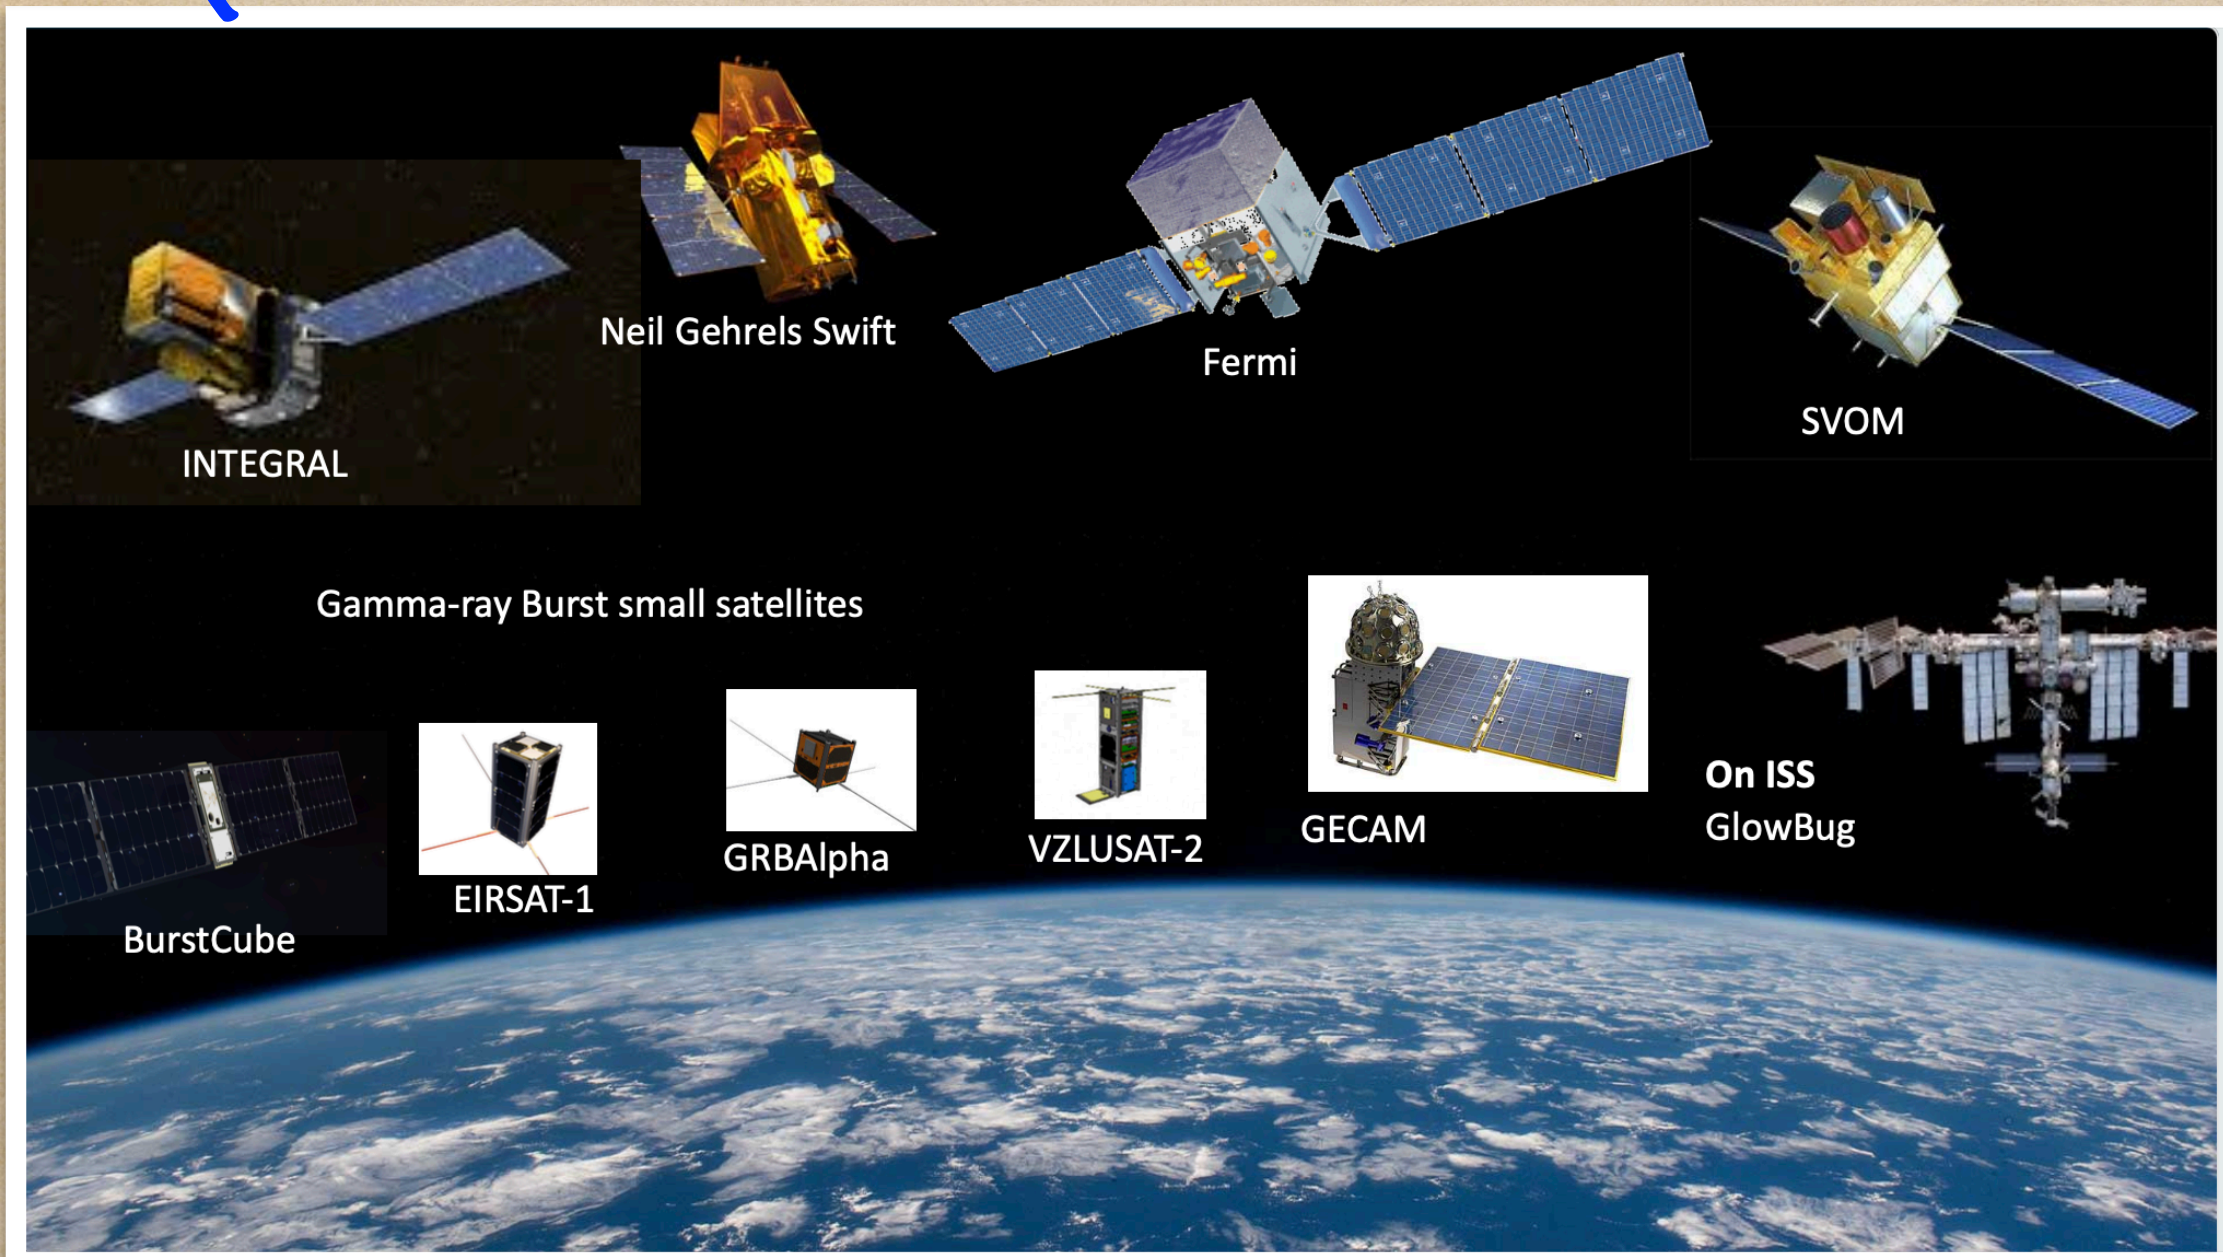 Neil Gehrels Swift
Fermi
SVOM
INTEGRAL
Gamma-ray Burst small satellites
On ISS
GlowBug
GECAM
VZLUSAT-2
GRBAlpha
EIRSAT-1
BurstCube